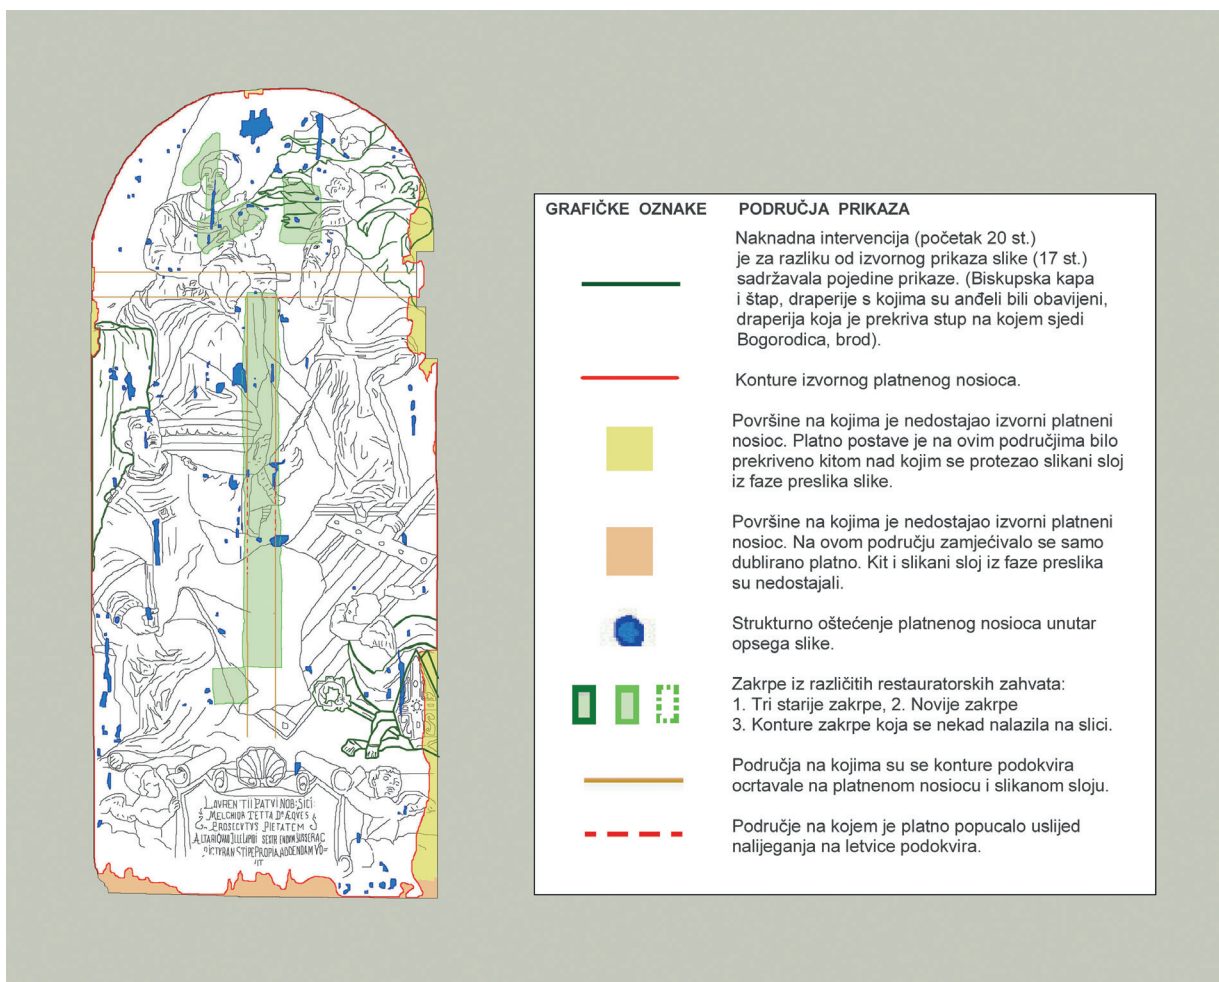 GRAFIČKE OZNAKE PODRUČJA PRIKAZA
Naknadna intervencija (početak 20 st.)
je za razliku od izvornog prikaza slike (17 st.)
sadržavala pojedine prikaze. (Biskupska kapa
i štap, draperije s kojima su anđeli bili obavijeni,
draperija koja je prekriva stup na kojem sjedi
Bogorodica, brod).
Konture izvornog platnenog nosioca.
Površine na kojima je nedostajao izvorni platneni
nosioc. Platno postave je na ovim područjima bilo
prekriveno kitom nad kojim se protezao slikani sloj
iz faze preslika slike.
Površine na kojima je nedostajao izvorni platneni
nosioc. Na ovom području zamjećivalo se samo
dublirano platno. Kit i slikani sloj iz faze preslika
su nedostajali.
Strukturno oštećenje platnenog nosioca unutar
opsega slike.
Zakrpe iz različitih restauratorskih zahvata:
1. Tri starije zakrpe, 2. Novije zakrpe
3. Konture zakrpe koja se nekad nalazila na slici.
Područja na kojima su se konture podokvira
ocrtavale na platnenom nosiocu i slikanom sloju.
Područje na kojem je platno popucalo uslijed
nalijeganja na letvice podokvira.
LAVRENTII PATVI NOB: SICI:
MELCHIOR TETTA
PROSECVTVS PIETATEM